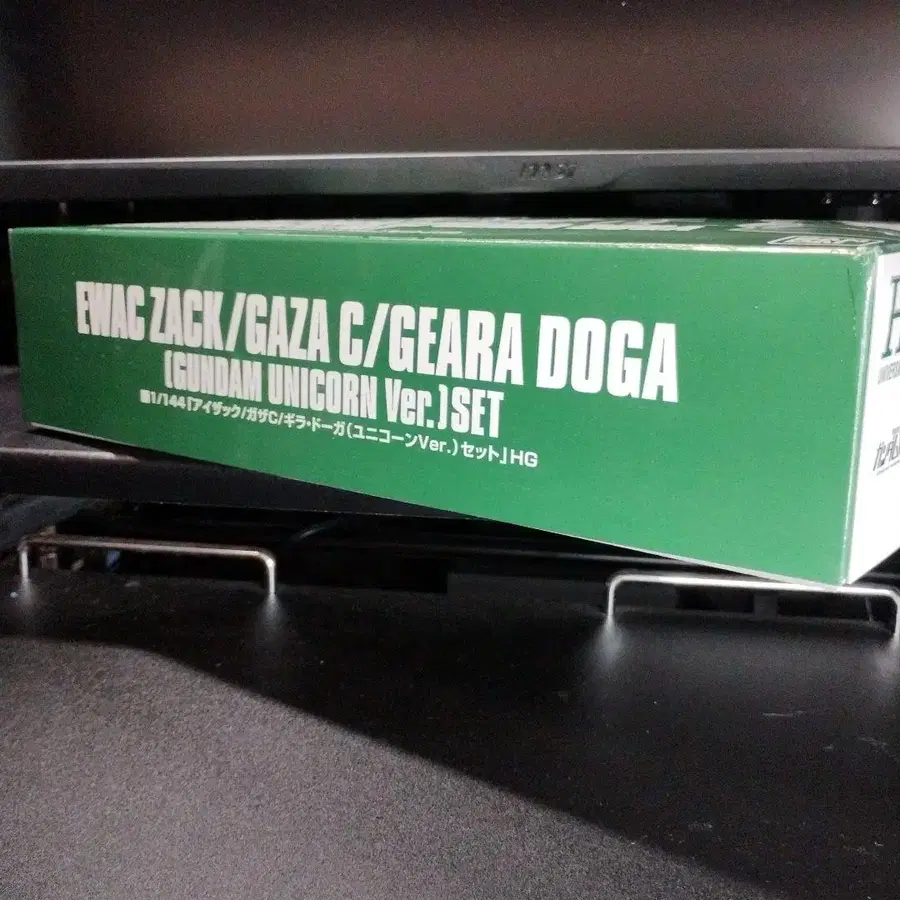 EWAC ZACK/GAZA C/GEARA DOGA
(GUNDAM UNICORN Ver.)SET
■1/144「アイザック/ガザC/ギラ・ドーガ(ユニコーンVer.)セット」HG